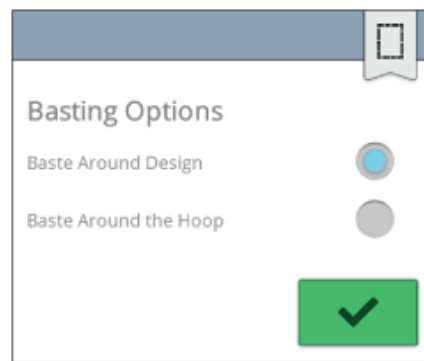 Basting Options
Baste Around Design
Baste Around the Hoop